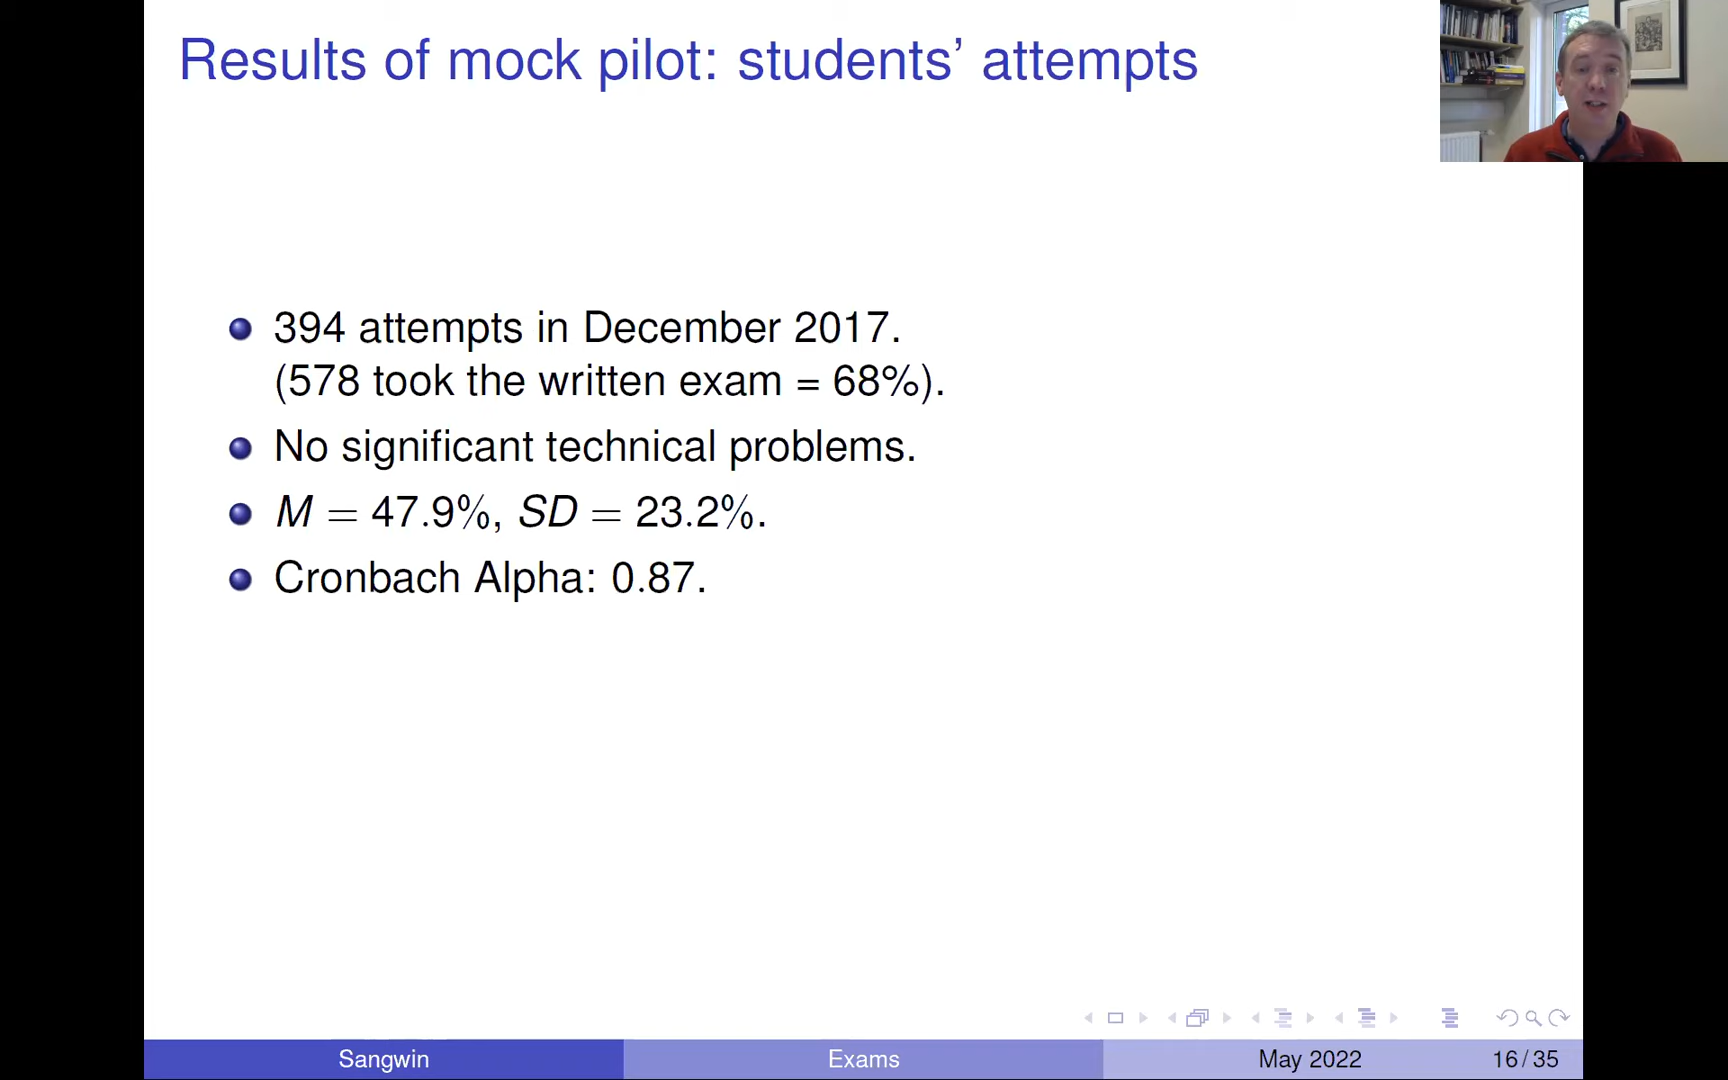 Results of mock pilot: students’ attempts
394 attempts in December 2017.
(578 took the written exam = 68%).
No significant technical problems.
M = 47.9%, SD = 23.2%.
Cronbach Alpha: 0.87.
Sangwin
Exams
May 2022
16 / 35